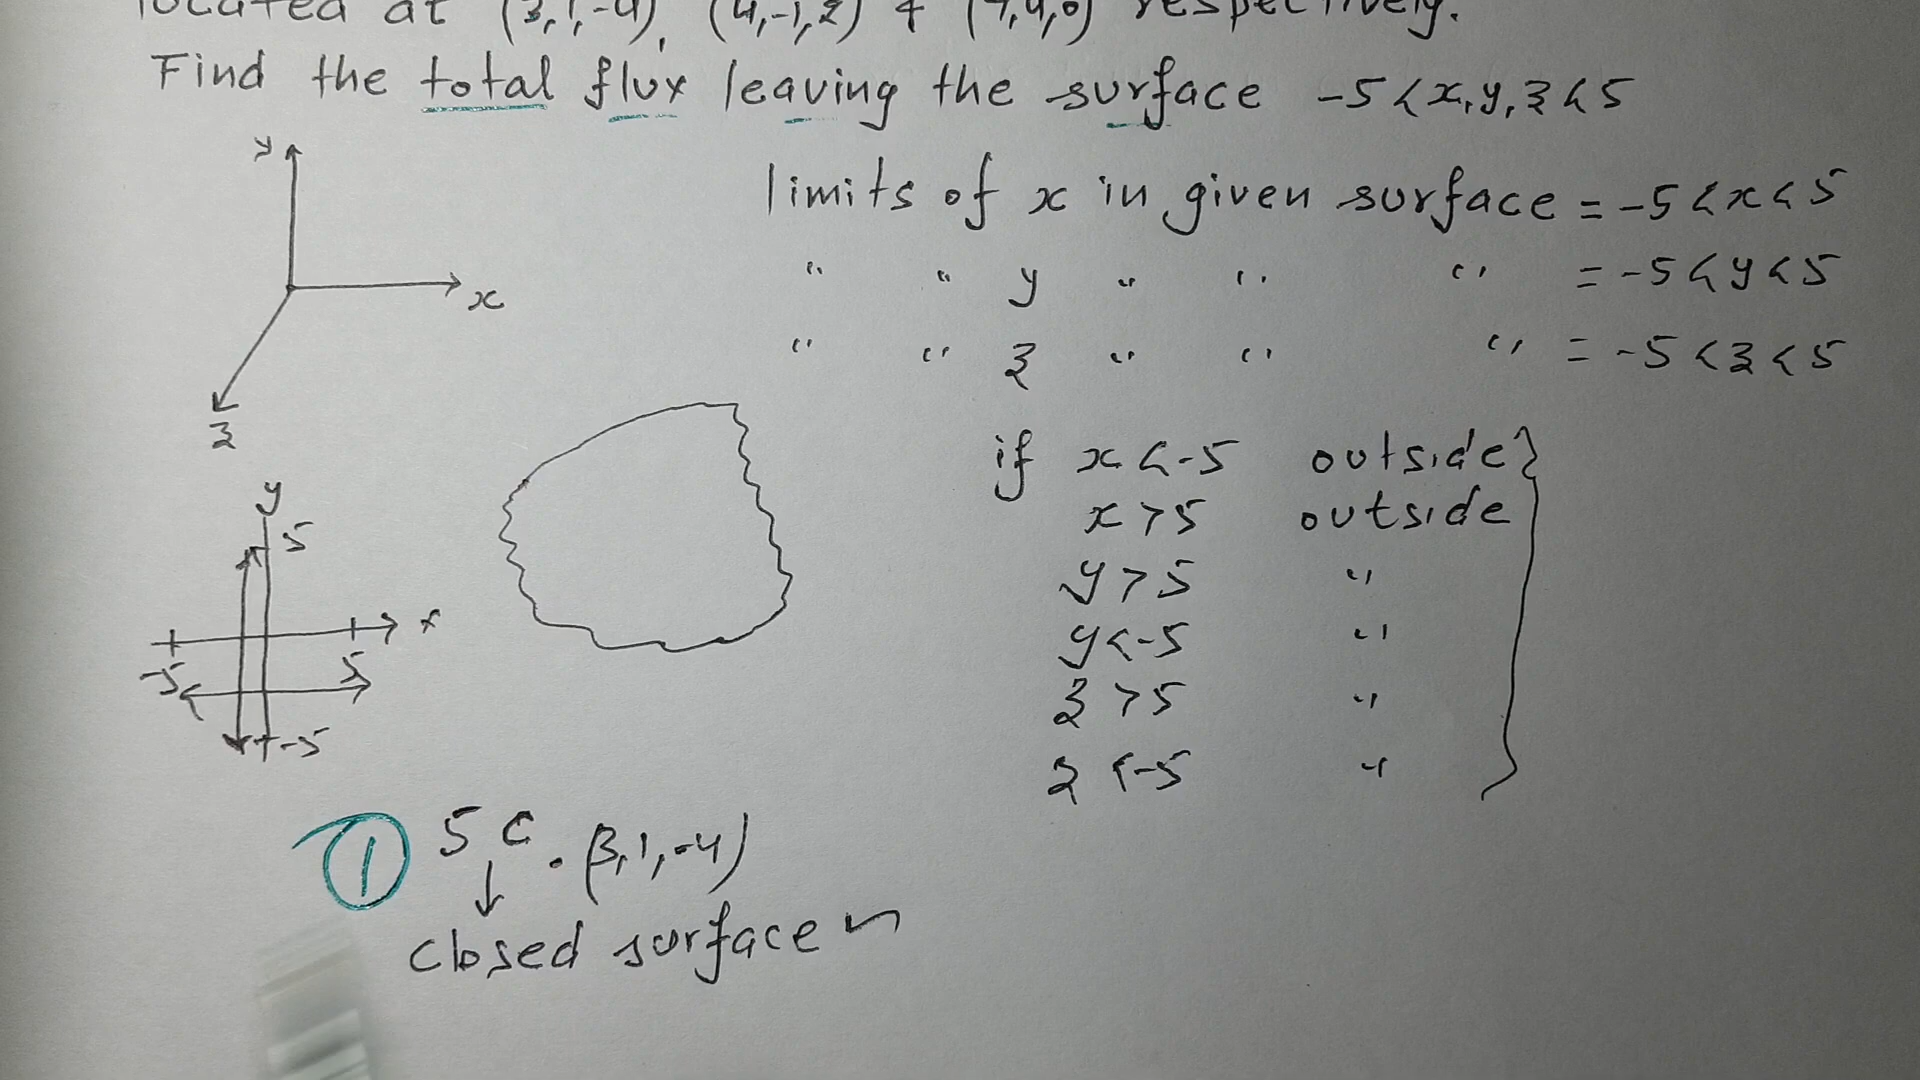 located at (3,1,-4), (4,-1,2) & (7,4,0) respectively.
Find the total flux leaving the surface -5<x,y,z<5
y
x
z
limits of x in given surface = -5<x<5
" " y " " " = -5<y<5
" " z " " " = -5<z<5
if x<-5 outside
x>5 outside
y>5 "
y<-5 "
z>5 "
z<-5 "
y
5
x
-5
5
-5
① 5 C . (3,1,-4)
closed surface